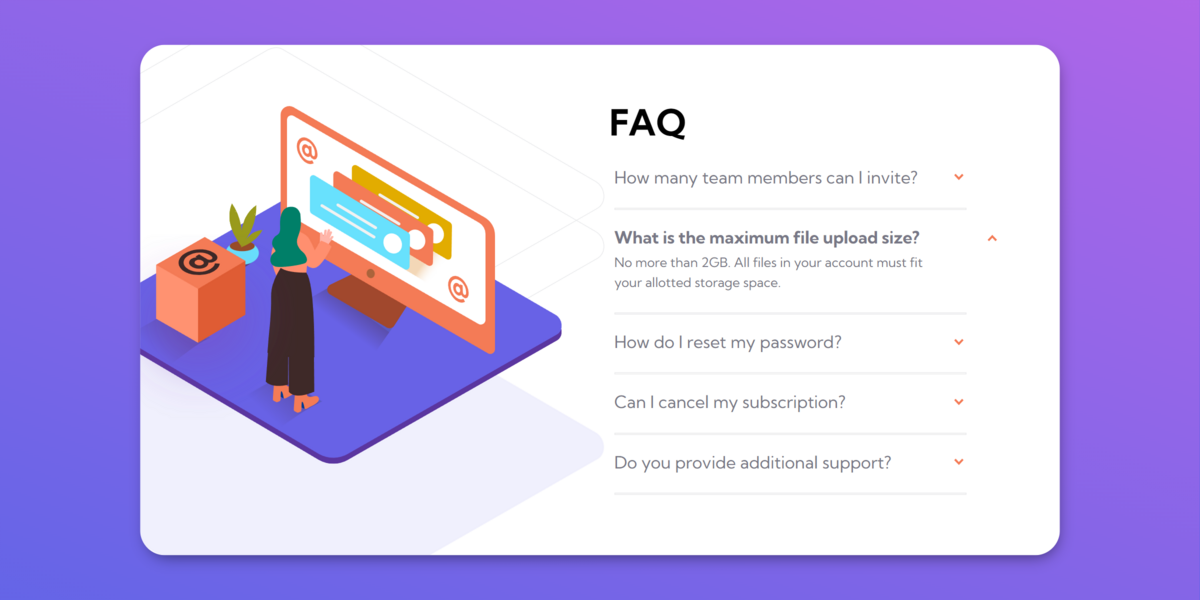 FAQ
How many team members can I invite?
What is the maximum file upload size?
No more than 2GB. All files in your account must fit
your allotted storage space.
How do I reset my password?
Can I cancel my subscription?
Do you provide additional support?
@
@
@